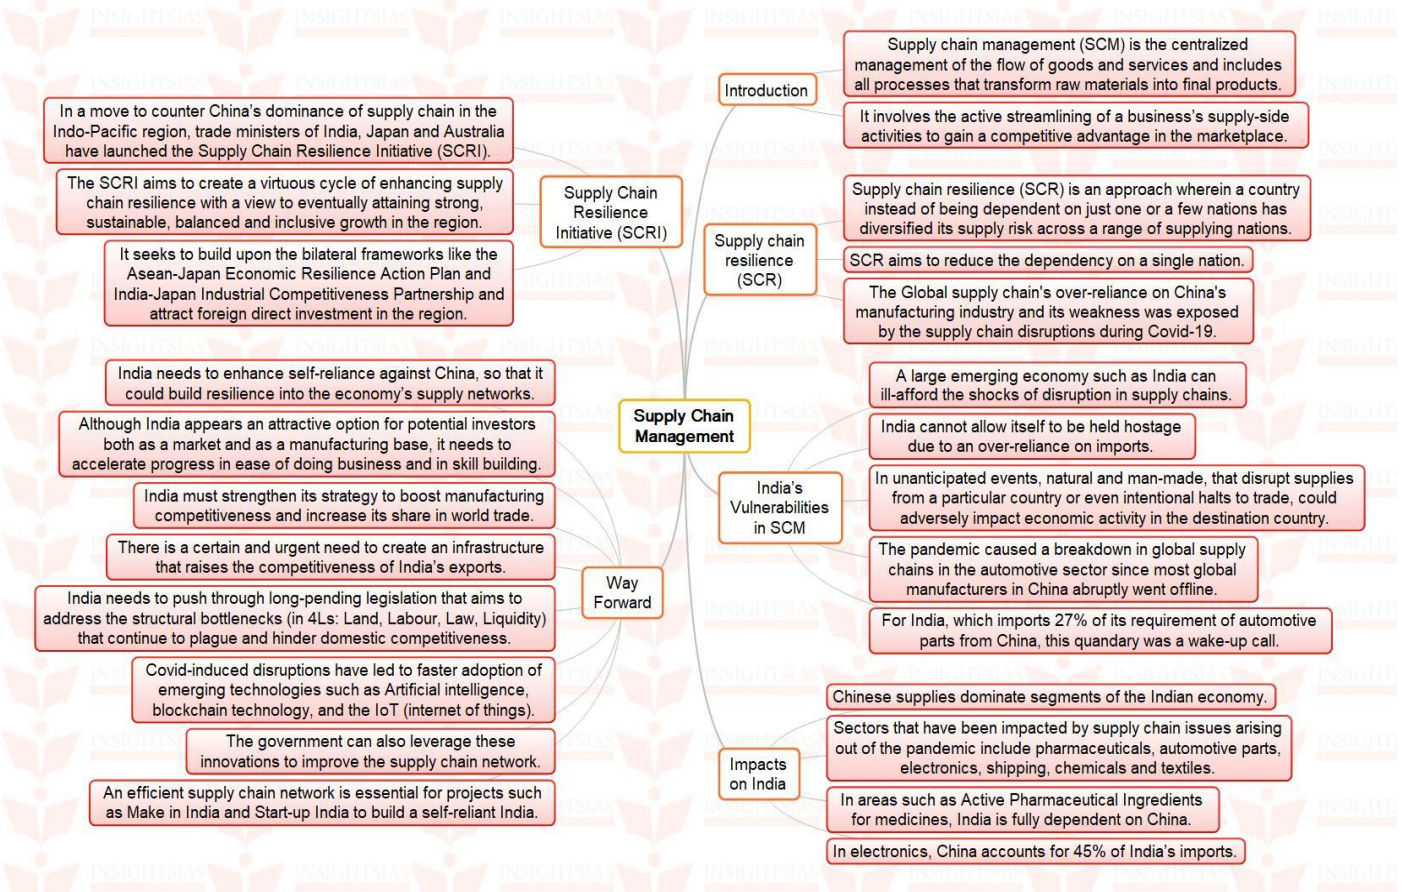 Supply Chain
Management
Introduction
Supply chain management (SCM) is the centralized
management of the flow of goods and services and includes
all processes that transform raw materials into final products.
It involves the active streamlining of a business's supply-side
activities to gain a competitive advantage in the marketplace.
Supply chain
resilience
(SCR)
Supply chain resilience (SCR) is an approach wherein a country
instead of being dependent on just one or a few nations has
diversified its supply risk across a range of supplying nations.
SCR aims to reduce the dependency on a single nation.
The Global supply chain's over-reliance on China's
manufacturing industry and its weakness was exposed
by the supply chain disruptions during Covid-19.
India's
Vulnerabilities
in SCM
A large emerging economy such as India can
ill-afford the shocks of disruption in supply chains.
India cannot allow itself to be held hostage
due to an over-reliance on imports.
In unanticipated events, natural and man-made, that disrupt supplies
from a particular country or even intentional halts to trade, could
adversely impact economic activity in the destination country.
The pandemic caused a breakdown in global supply
chains in the automotive sector since most global
manufacturers in China abruptly went offline.
For India, which imports 27% of its requirement of automotive
parts from China, this quandary was a wake-up call.
Impacts
on India
Chinese supplies dominate segments of the Indian economy.
Sectors that have been impacted by supply chain issues arising
out of the pandemic include pharmaceuticals, automotive parts,
electronics, shipping, chemicals and textiles.
In areas such as Active Pharmaceutical Ingredients
for medicines, India is fully dependent on China.
In electronics, China accounts for 45% of India's imports.
Supply Chain
Resilience
Initiative (SCRI)
In a move to counter China's dominance of supply chain in the
Indo-Pacific region, trade ministers of India, Japan and Australia
have launched the Supply Chain Resilience Initiative (SCRI).
The SCRI aims to create a virtuous cycle of enhancing supply
chain resilience with a view to eventually attaining strong,
sustainable, balanced and inclusive growth in the region.
It seeks to build upon the bilateral frameworks like the
Asean-Japan Economic Resilience Action Plan and
India-Japan Industrial Competitiveness Partnership and
attract foreign direct investment in the region.
Way
Forward
India needs to enhance self-reliance against China, so that it
could build resilience into the economy's supply networks.
Although India appears an attractive option for potential investors
both as a market and as a manufacturing base, it needs to
accelerate progress in ease of doing business and in skill building.
India must strengthen its strategy to boost manufacturing
competitiveness and increase its share in world trade.
There is a certain and urgent need to create an infrastructure
that raises the competitiveness of India's exports.
India needs to push through long-pending legislation that aims to
address the structural bottlenecks (in 4Ls: Land, Labour, Law, Liquidity)
that continue to plague and hinder domestic competitiveness.
Covid-induced disruptions have led to faster adoption of
emerging technologies such as Artificial intelligence,
blockchain technology, and the IoT (internet of things).
The government can also leverage these
innovations to improve the supply chain network.
An efficient supply chain network is essential for projects such
as Make in India and Start-up India to build a self-reliant India.